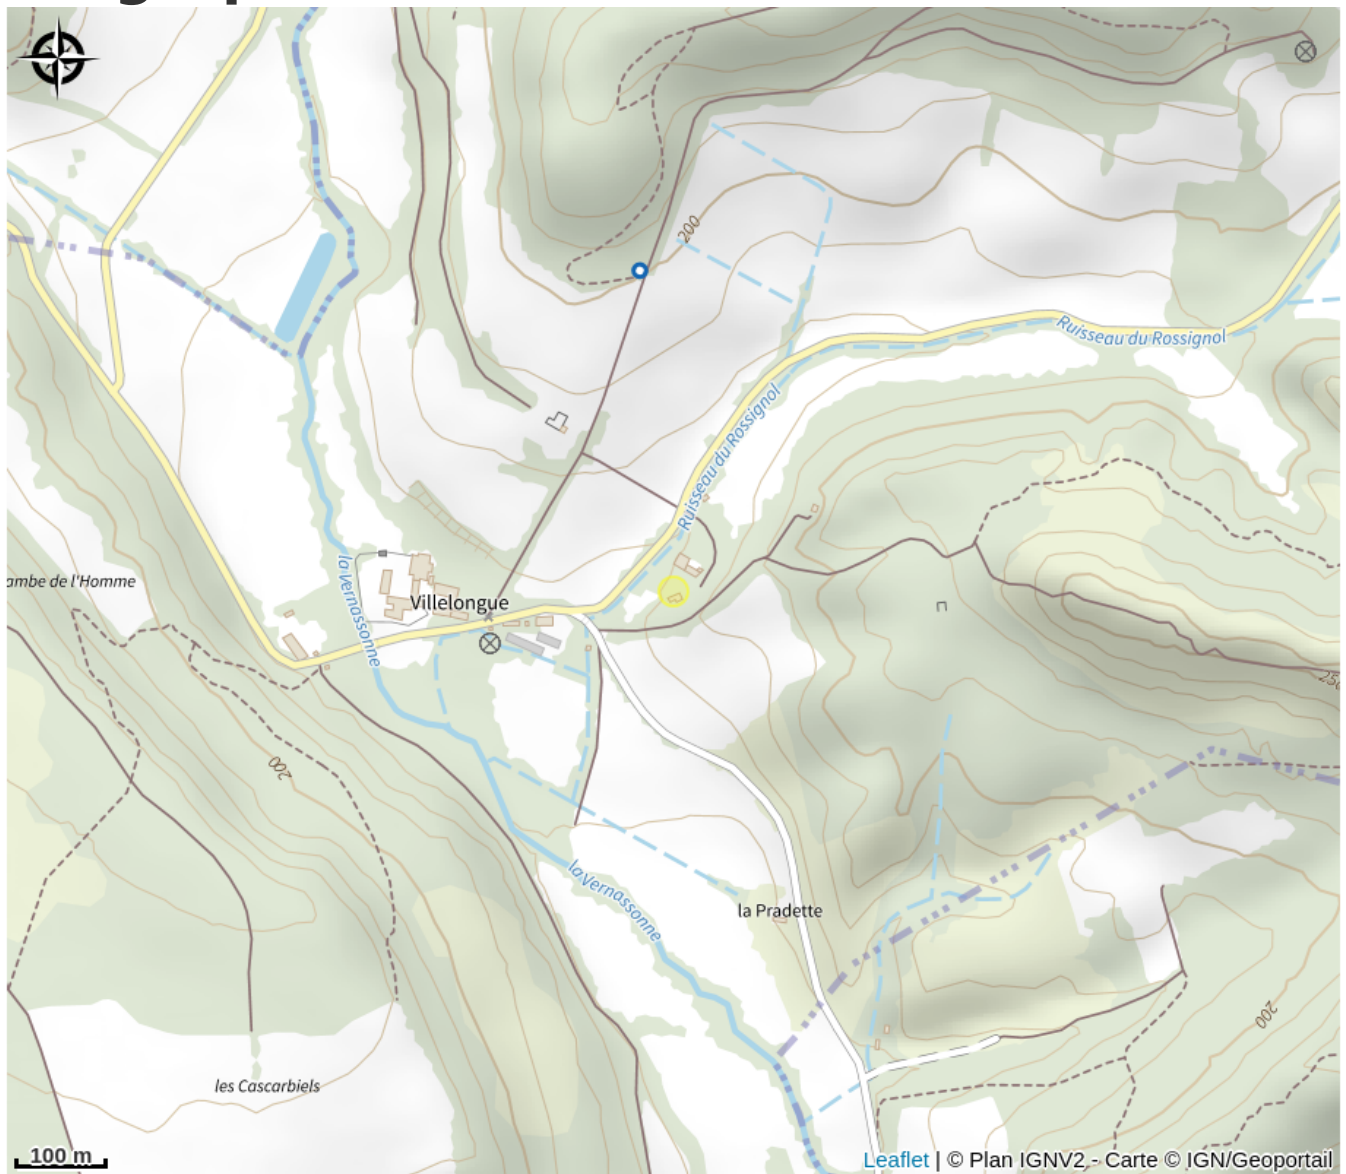 200
Ruisseau du Rossignol
Ruisseau du Rossignol
la Vernassonne
ambe de l'Homme
Villelongue
200
la Vernassonne
la Pradette
200
les Cascarbiels
100 m
Leaflet | © Plan IGNV2 - Carte © IGN/Geoportail